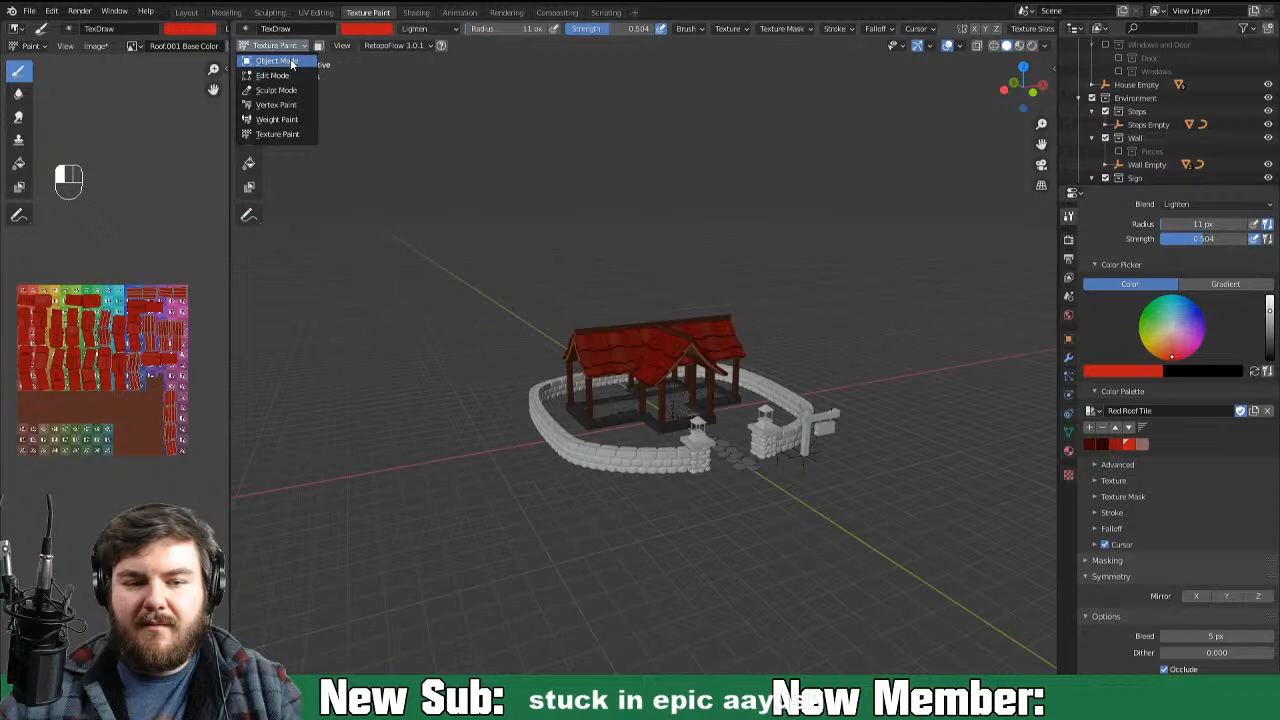 File Edit Render Window Help Layout Modeling Sculpting UV Editing Texture Paint Shading Animation Rendering Compositing Scripting + Scene View Layer
TexDraw TexDraw Lighten Radius 11 px Strength 0.504 Brush Texture Texture Mask Stroke Falloff Cursor Texture Slots
Paint View Image* Roof.001 Base Color Texture Paint View RetopoFlow 3.0.1
Object Mode
Edit Mode
Sculpt Mode
Vertex Paint
Weight Paint
Texture Paint
Windows and Door
Door
Windows
House Empty
Environment
Steps
Steps Empty
Wall
Pieces
Wall Empty
Sign
Blend Lighten
Radius 11 px
Strength 0.504
Color Picker
Color Gradient
Color Palette
Red Roof Tile
Advanced
Texture
Texture Mask
Stroke
Falloff
Cursor
Masking
Symmetry
Mirror X Y Z
Options
Bleed 5 px
Dither 0.000
Occlude
New Sub: stuck in epic New Member: